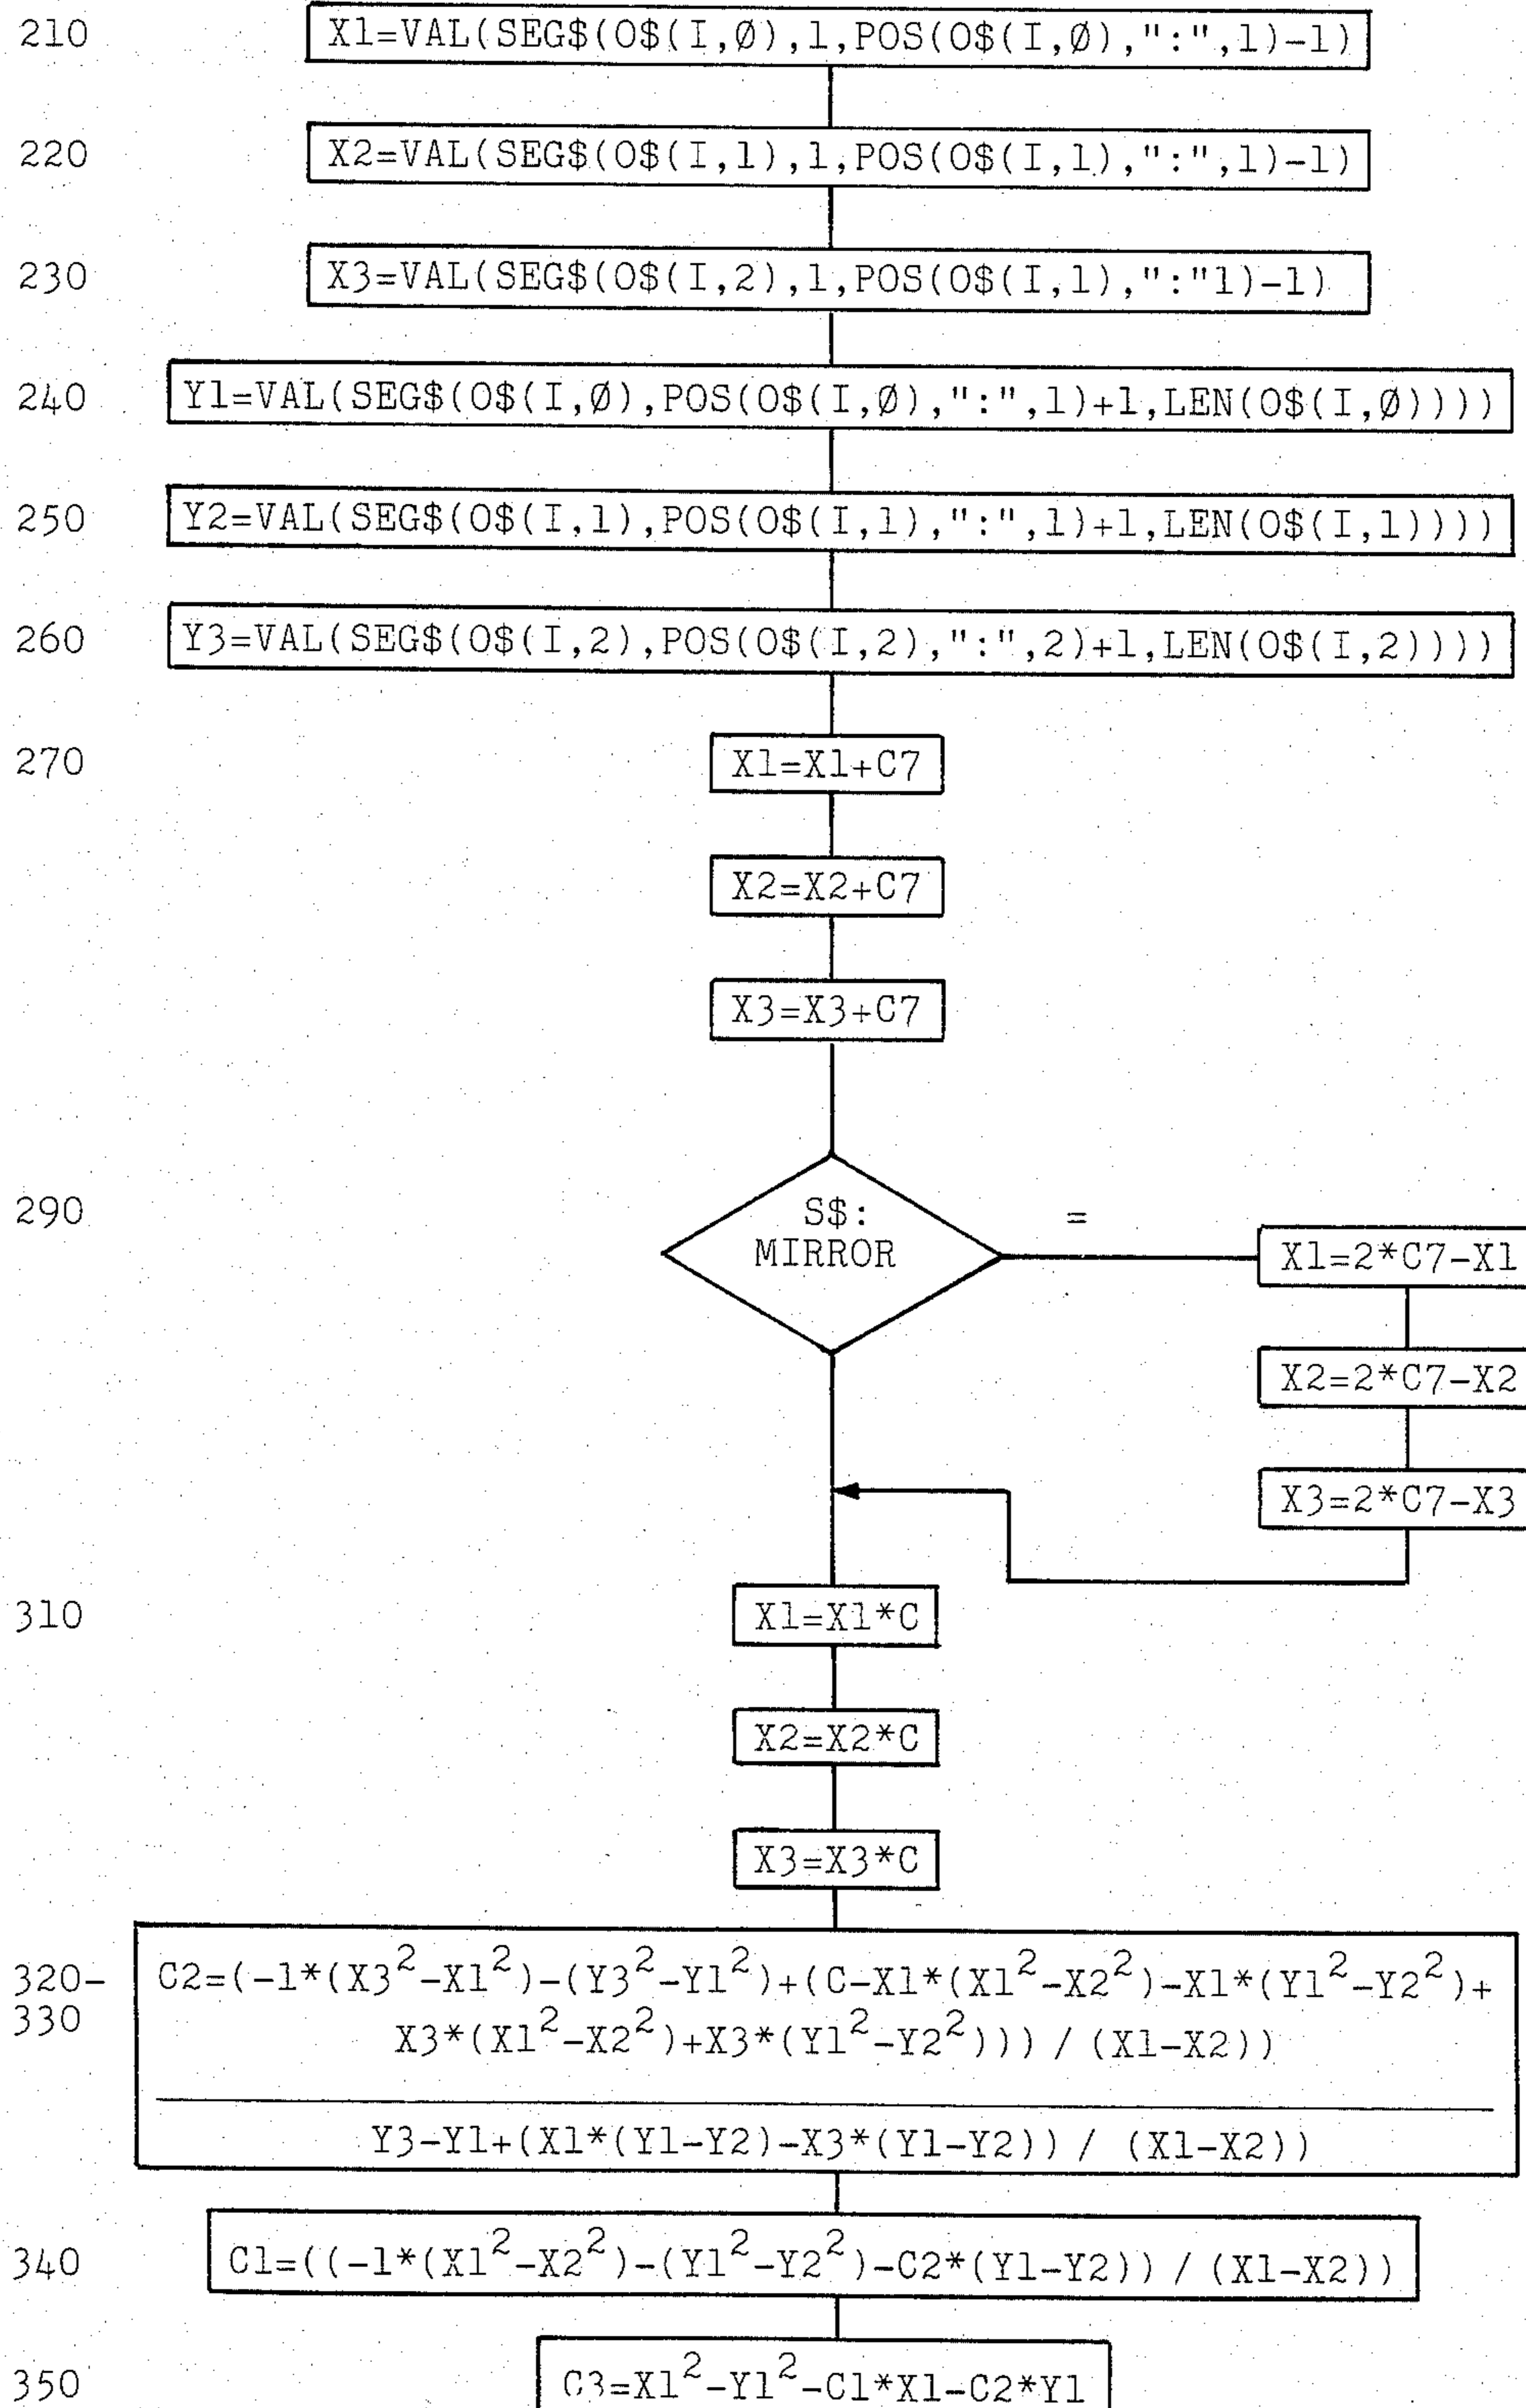 210 X1=VAL(SEG$(O$(I,Ø),1,POS(O$(I,Ø),":",1)-1)
220 X2=VAL(SEG$(O$(I,1),1,POS(O$(I,1),":",1)-1)
230 X3=VAL(SEG$(O$(I,2),1,POS(O$(I,1),":"1)-1)
240 Y1=VAL(SEG$(O$(I,Ø),POS(O$(I,Ø),":",1)+1,LEN(O$(I,Ø))))
250 Y2=VAL(SEG$(O$(I,1),POS(O$(I,1),":",1)+1,LEN(O$(I,1))))
260 Y3=VAL(SEG$(O$(I,2),POS(O$(I,2),":",2)+1,LEN(O$(I,2))))
270 X1=X1+C7
X2=X2+C7
X3=X3+C7
290 S$: =
MIRROR X1=2*C7-X1
X2=2*C7-X2
X3=2*C7-X3
310 X1=X1*C
X2=X2*C
X3=X3*C
320- C2=(-1*(X3²-X1²)-(Y3²-Y1²)+(C-X1*(X1²-X2²)-X1*(Y1²-Y2²)+
330 X3*(X1²-X2²)+X3*(Y1²-Y2²)))/(X1-X2))
Y3-Y1+(X1*(Y1-Y2)-X3*(Y1-Y2))/ (X1-X2))
340 C1=((-1*(X1²-X2²)-(Y1²-Y2²)-C2*(Y1-Y2))/(X1-X2))
350 C3=X1²-Y1²-C1*X1-C2*Y1